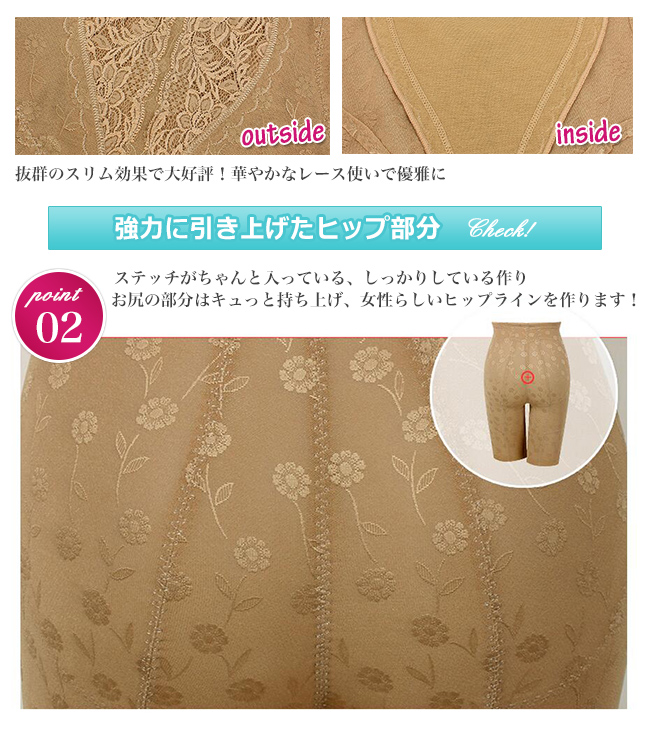 outside
inside
抜群のスリム効果で大好評！華やかなレース使いで優雅に
強力に引き上げたヒップ部分 Check!
point
02
ステッチがちゃんと入っている、しっかりしている作り
お尻の部分はキュっと持ち上げ、女性らしいヒップラインを作ります！